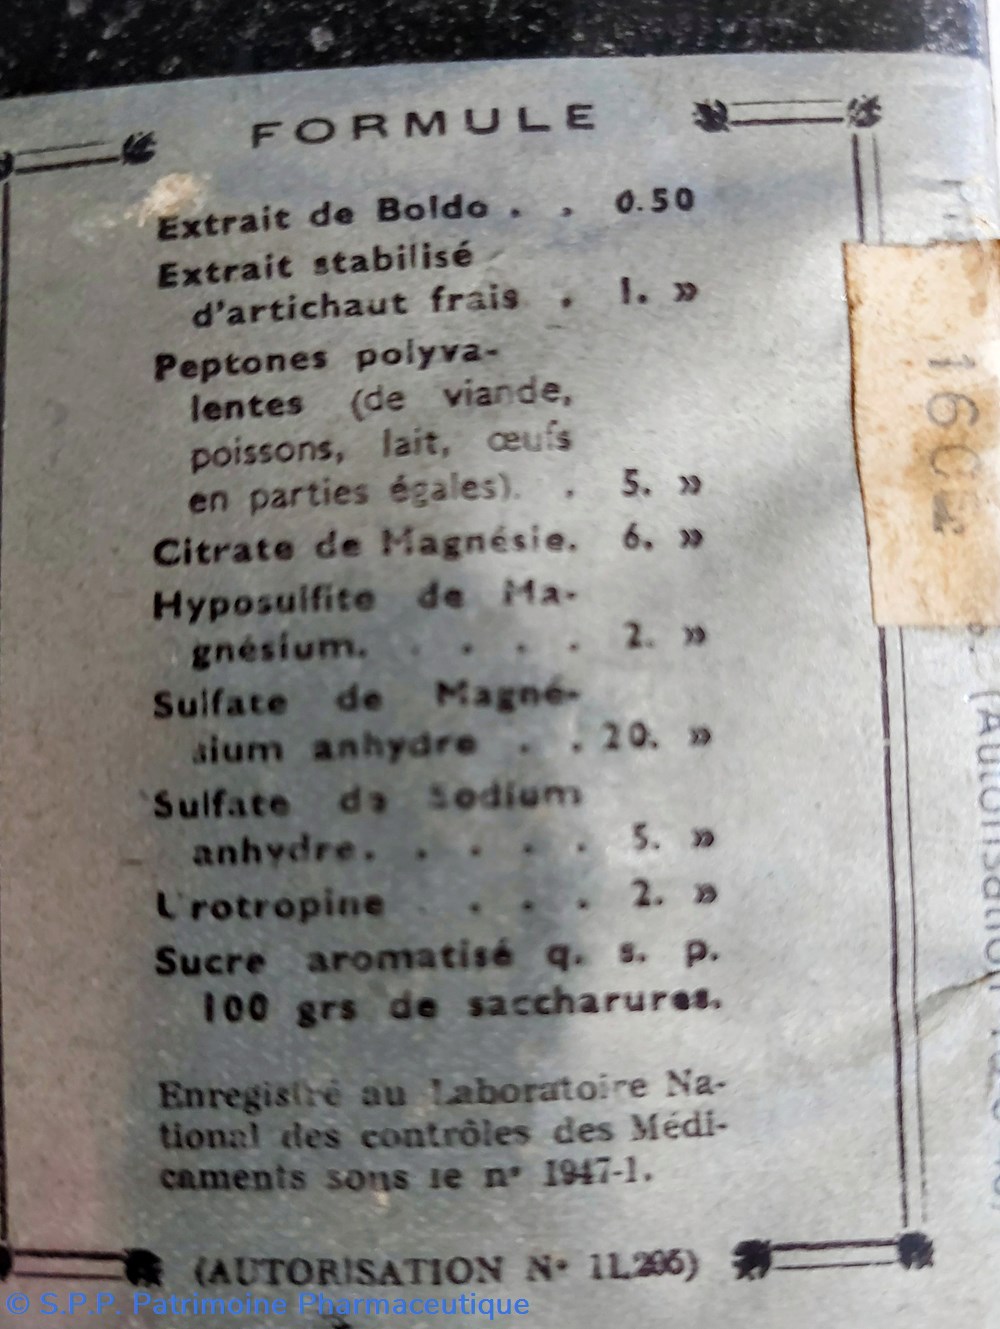 FORMULE
Extrait de Boldo . . 0.50
Extrait stabilisé
d'artichaut frais . 1. »
Peptones polyva-
lentes (de viande,
poissons, lait, œufs
en parties égales). . 5. »
Citrate de Magnésie. 6. »
Hyposulfite de Ma-
gnésium. . . . . 2. »
Sulfate de Magné-
sium anhydre . . 20. »
Sulfate de Sodium
anhydre. . . . . 5. »
Urotropine . . . 2. »
Sucre aromatisé q. s. p.
100 grs de saccharures.
Enregistré au Laboratoire Na-
tional des contrôles des Médi-
caments sous le n° 1947-1.
(AUTORISATION N° 11.206)
(Autorisation
© S.P.P. Patrimoine Pharmaceutique